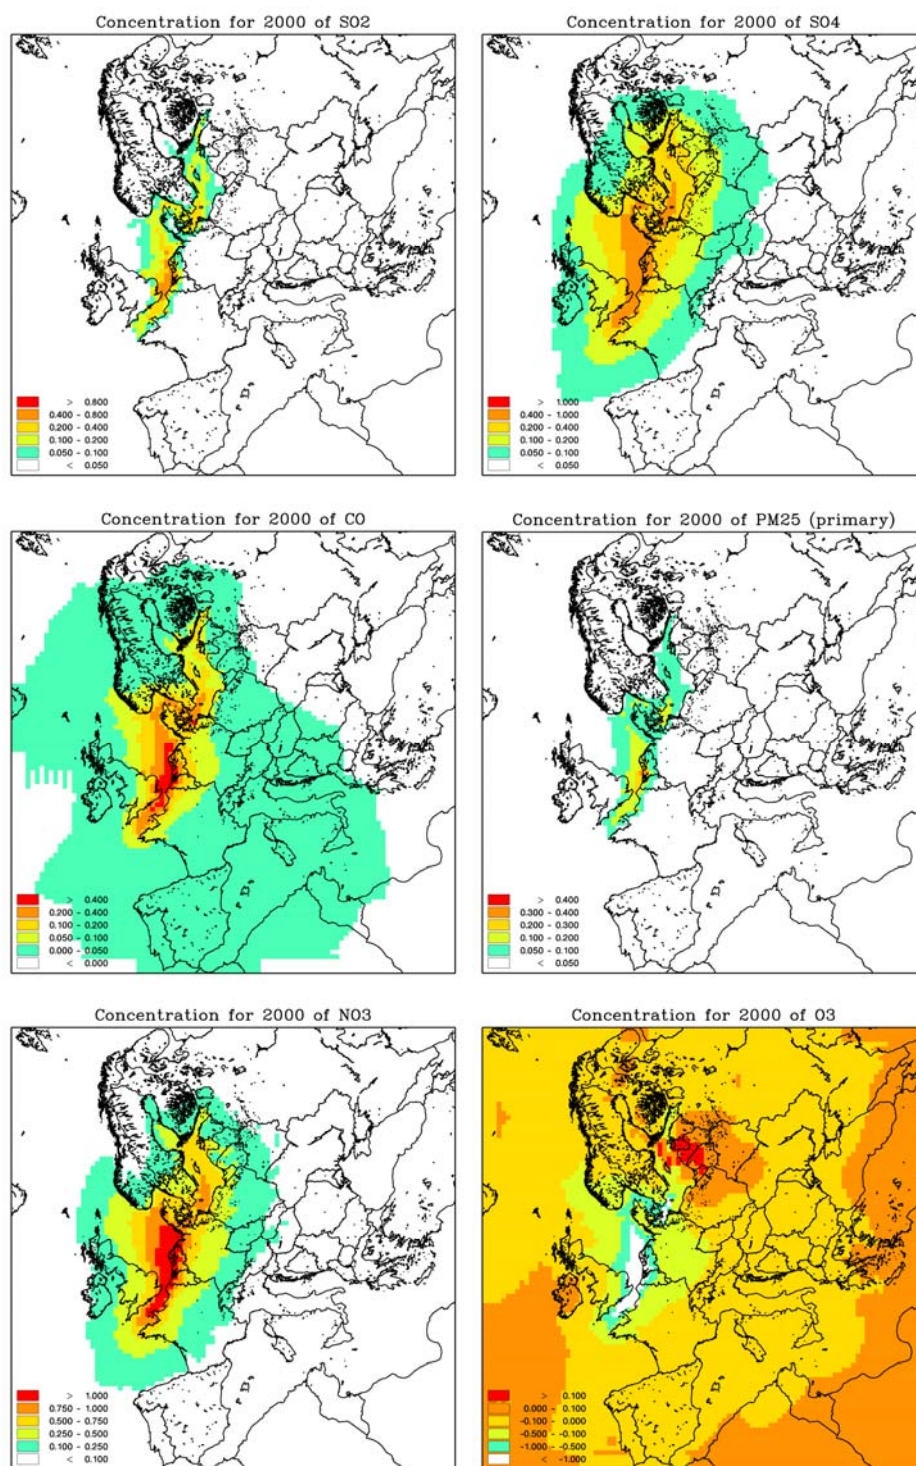 Concentration for 2000 of SO2
> 0.800
0.400 - 0.800
0.200 - 0.400
0.100 - 0.200
0.050 - 0.100
< 0.050
Concentration for 2000 of SO4
> 1.000
0.400 - 1.000
0.200 - 0.400
0.100 - 0.200
0.050 - 0.100
< 0.050
Concentration for 2000 of CO
> 0.400
0.200 - 0.400
0.100 - 0.200
0.050 - 0.100
0.000 - 0.050
< 0.000
Concentration for 2000 of PM25 (primary)
> 0.400
0.300 - 0.400
0.200 - 0.300
0.100 - 0.200
0.050 - 0.100
< 0.050
Concentration for 2000 of NO3
> 1.000
0.750 - 1.000
0.500 - 0.750
0.250 - 0.500
0.100 - 0.250
< 0.100
Concentration for 2000 of O3
> 0.100
0.000 - 0.100
-0.100 - 0.000
-0.500 - -0.100
-1.000 - -0.500
< -1.000